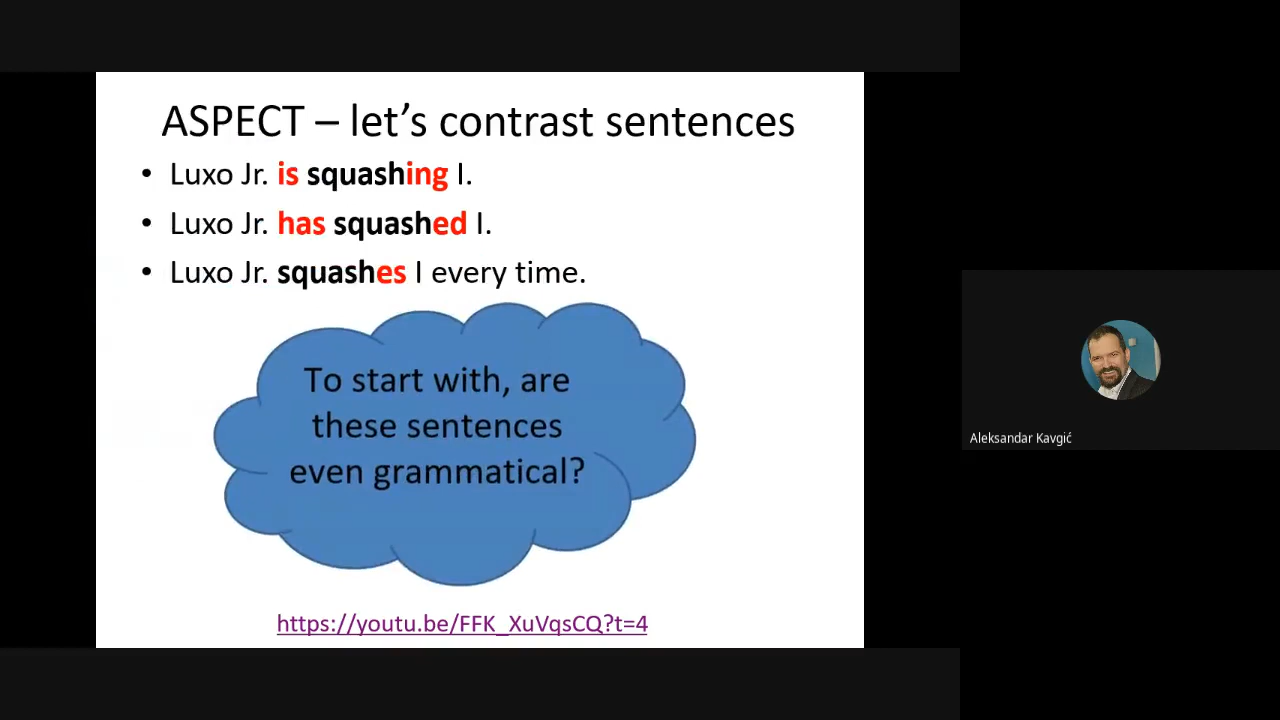 ASPECT – let’s contrast sentences
• Luxo Jr. is squashing I.
• Luxo Jr. has squashed I.
• Luxo Jr. squashes I every time.
To start with, are
these sentences
even grammatical?
https://youtu.be/FFK_XuVqsCQ?t=4
Aleksandar Kavgić